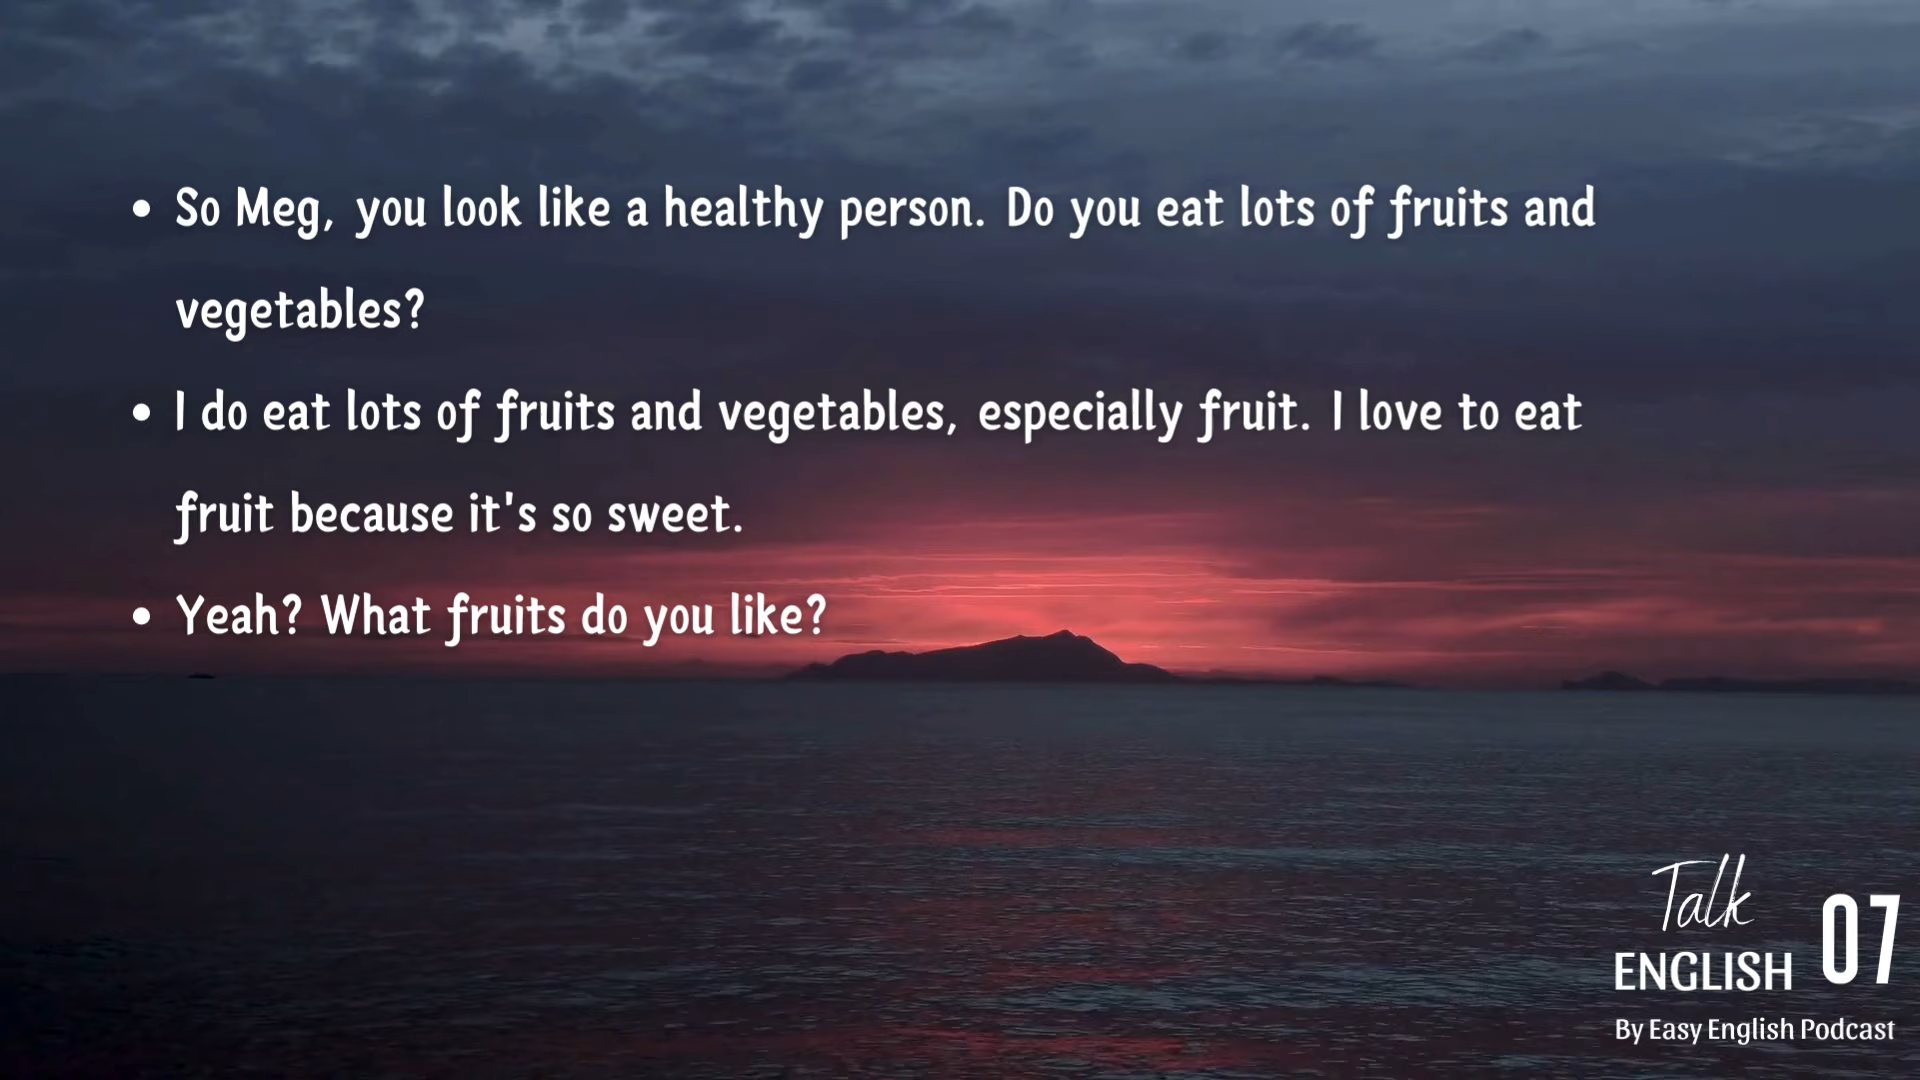 • So Meg, you look like a healthy person. Do you eat lots of fruits and
vegetables?
• I do eat lots of fruits and vegetables, especially fruit. I love to eat
fruit because it's so sweet.
• Yeah? What fruits do you like?
Talk
ENGLISH 07
By Easy English Podcast